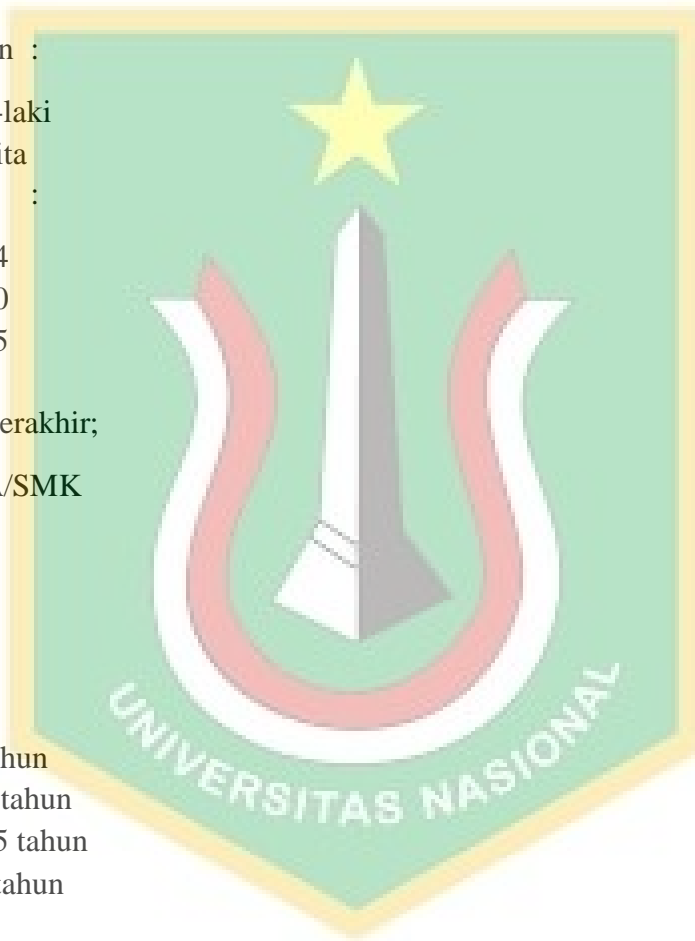 n :
-laki
ita
:
4
0
5
erakhir;
A/SMK
hun
tahun
5 tahun
tahun
UNIVERSITAS NASIONAL